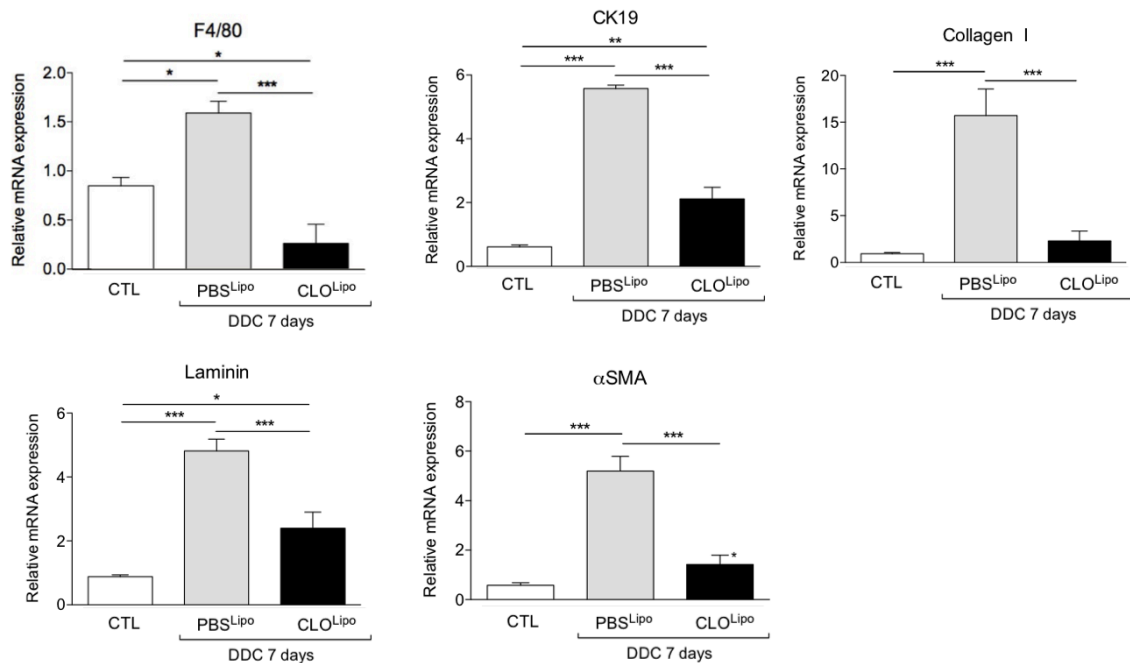 F4/80
*
*
***
Relative mRNA expression
2.0
1.5
1.0
0.5
0.0
CTL
PBSLipo
CLOLipo
DDC 7 days
CK19
**
***
***
Relative mRNA expression
6
4
2
0
CTL
PBSLipo
CLOLipo
DDC 7 days
Collagen I
***
***
Relative mRNA expression
20
15
10
5
0
CTL
PBSLipo
CLOLipo
DDC 7 days
Laminin
*
***
***
Relative mRNA expression
6
4
2
0
CTL
PBSLipo
CLOLipo
DDC 7 days
αSMA
***
***
Relative mRNA expression
8
6
4
2
0
*
CTL
PBSLipo
CLOLipo
DDC 7 days